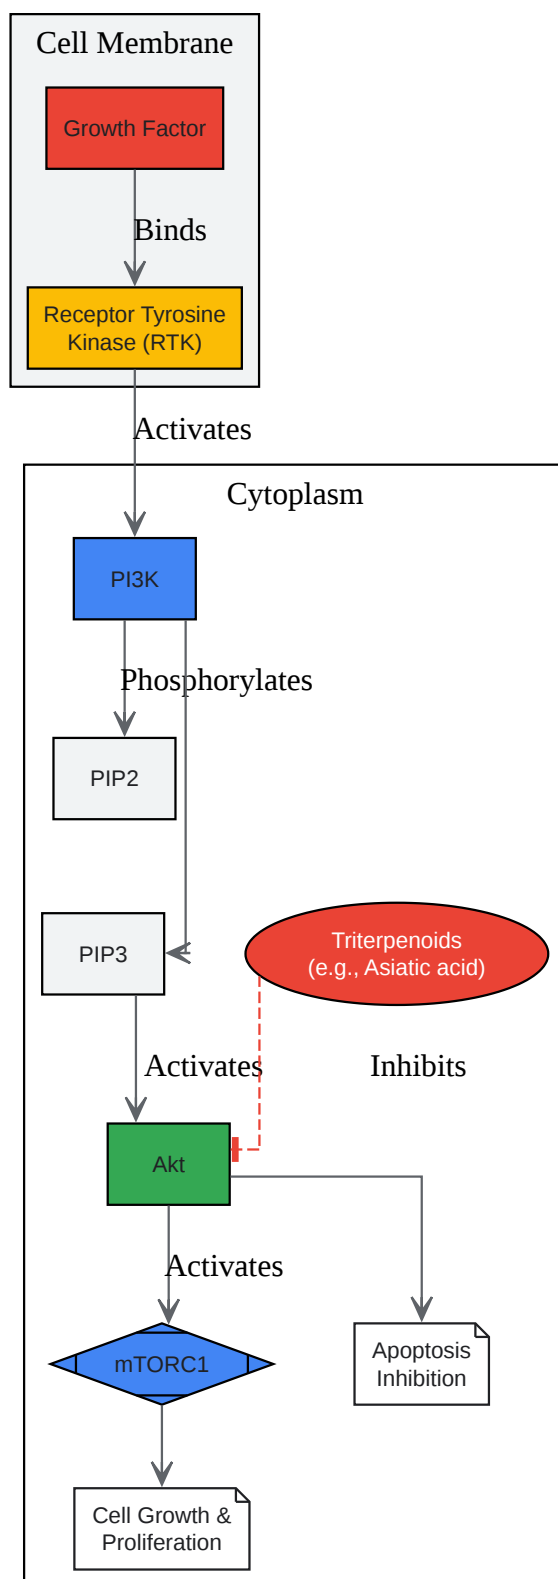 Cell Membrane
Growth Factor
Binds
Receptor Tyrosine
Kinase (RTK)
Activates
Cytoplasm
PI3K
Phosphorylates
PIP2
PIP3
Triterpenoids
(e.g., Asiatic acid)
Activates
Inhibits
Akt
Activates
mTORC1
Apoptosis
Inhibition
Cell Growth &
Proliferation